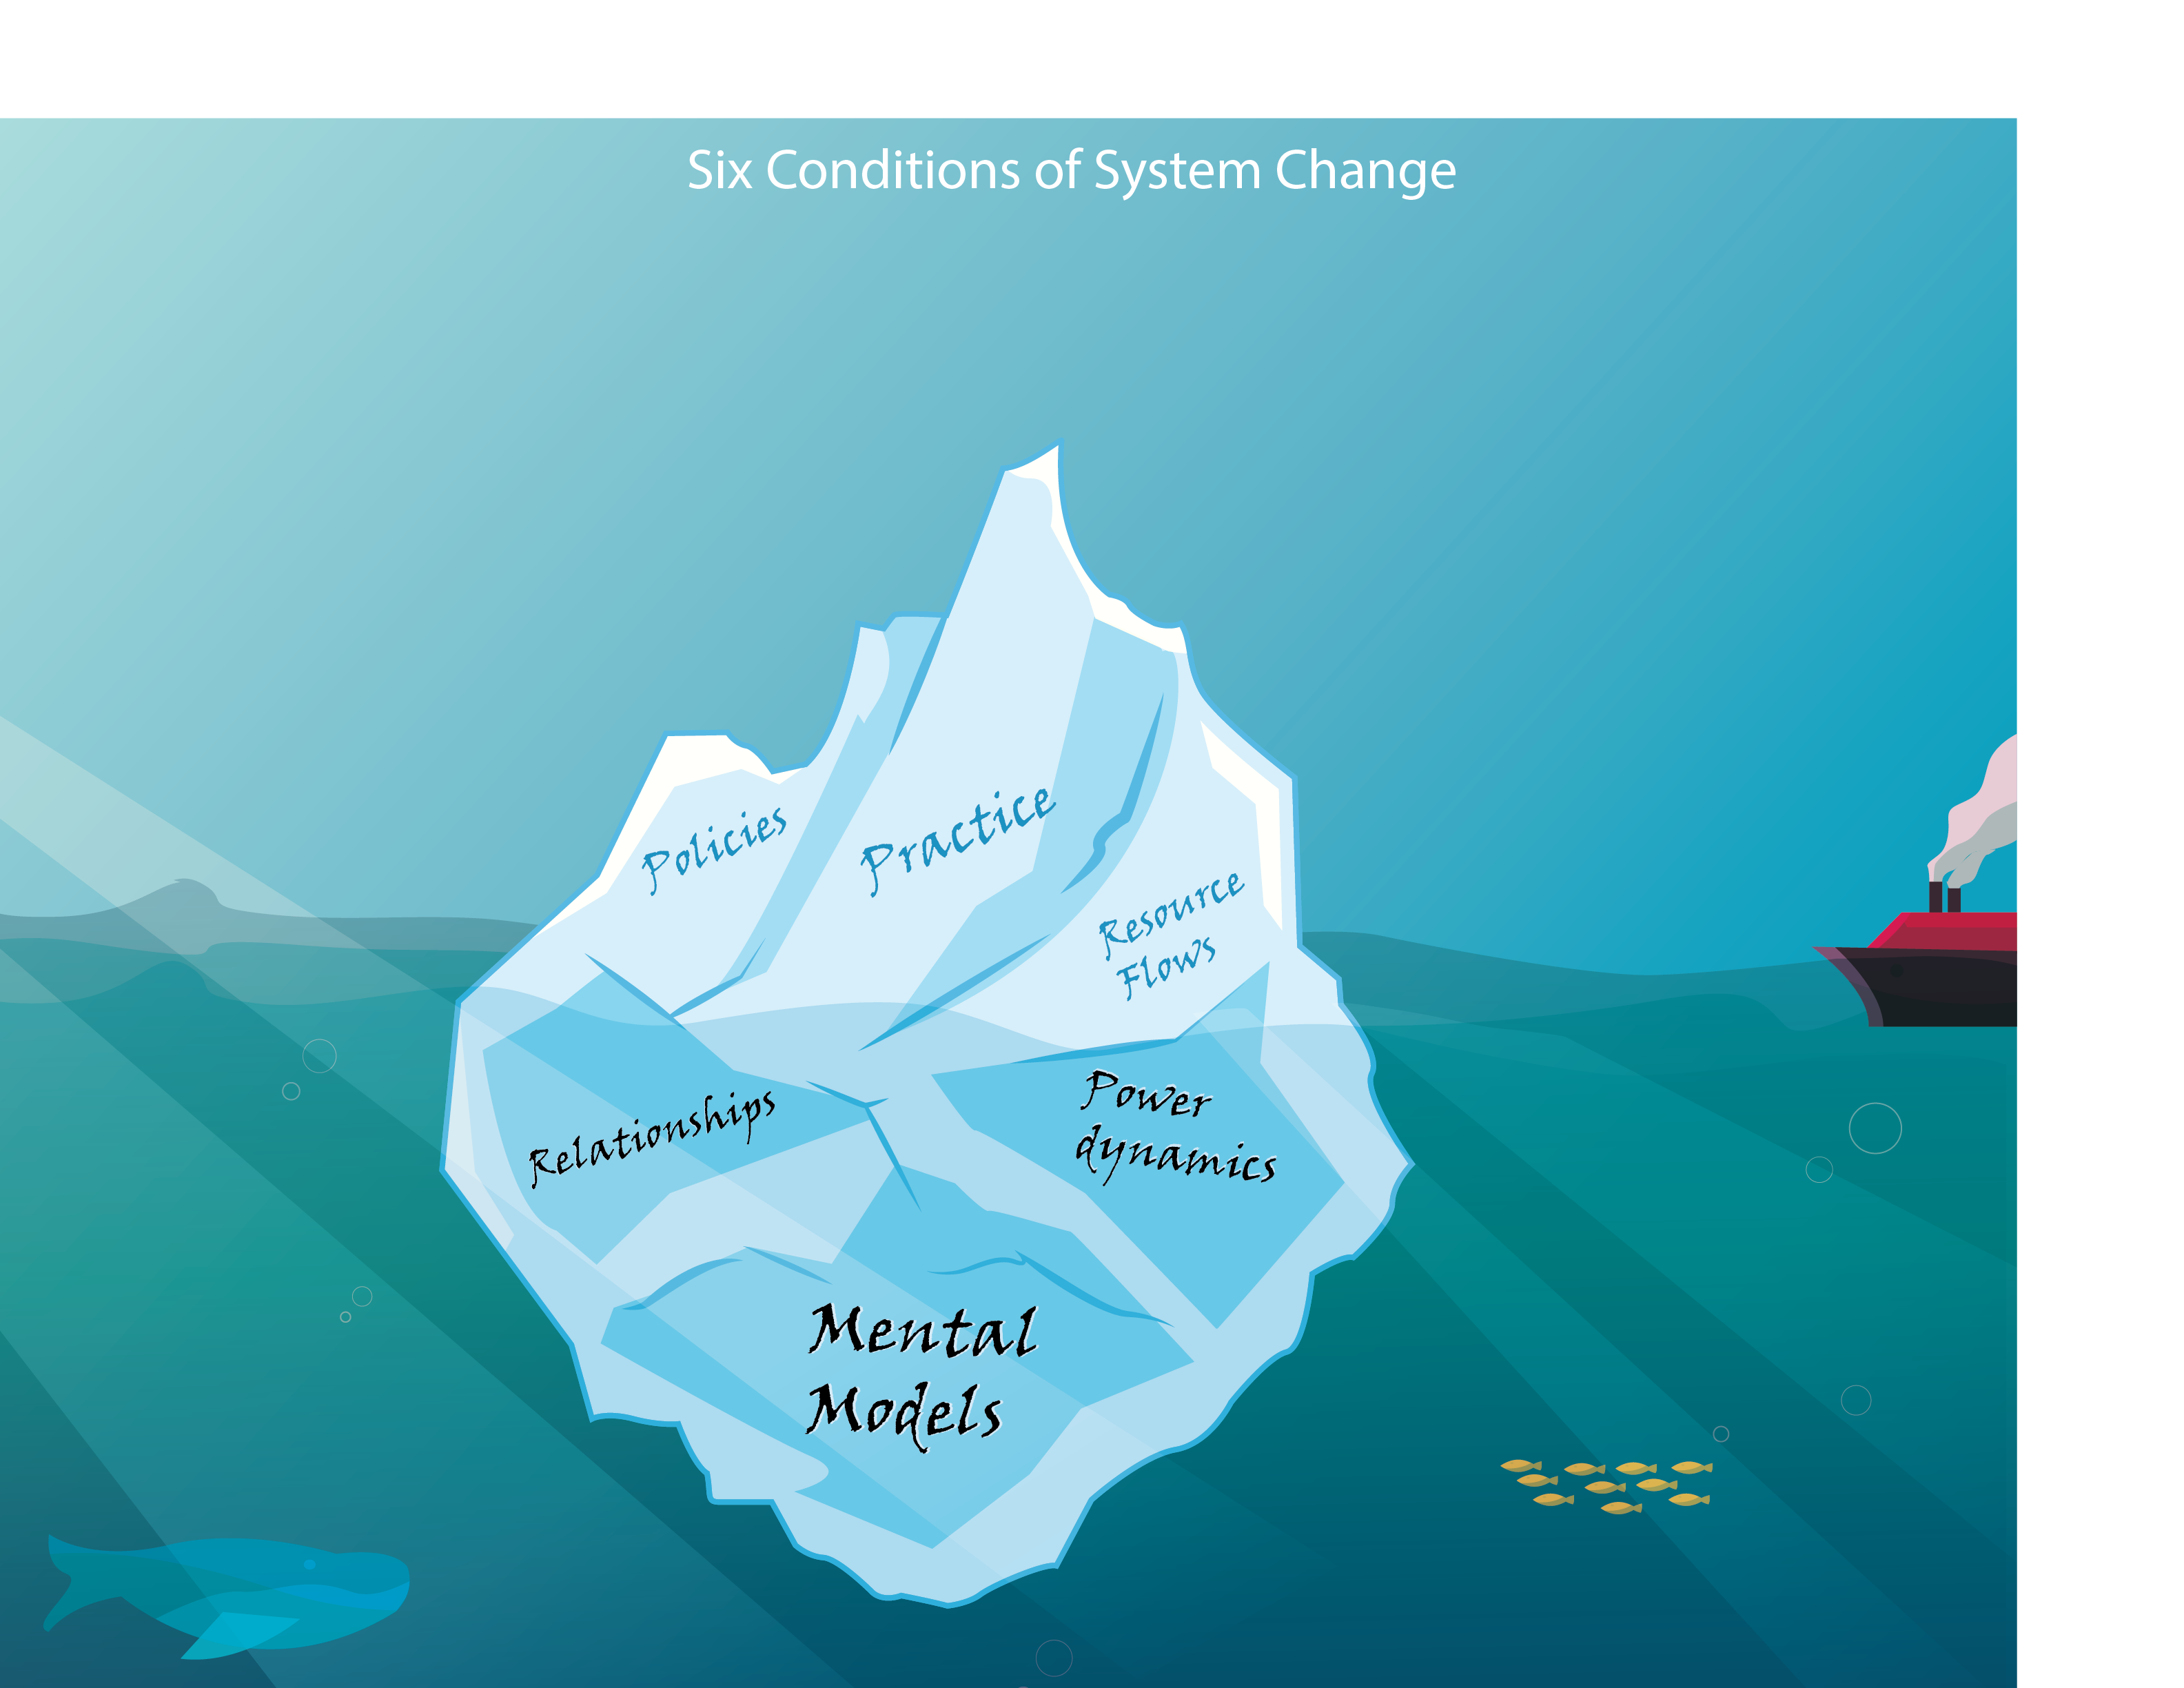 Six Conditions of System Change
Policies
Practice
Resource
Flows
Relationships
Power
dynamics
Mental
Models